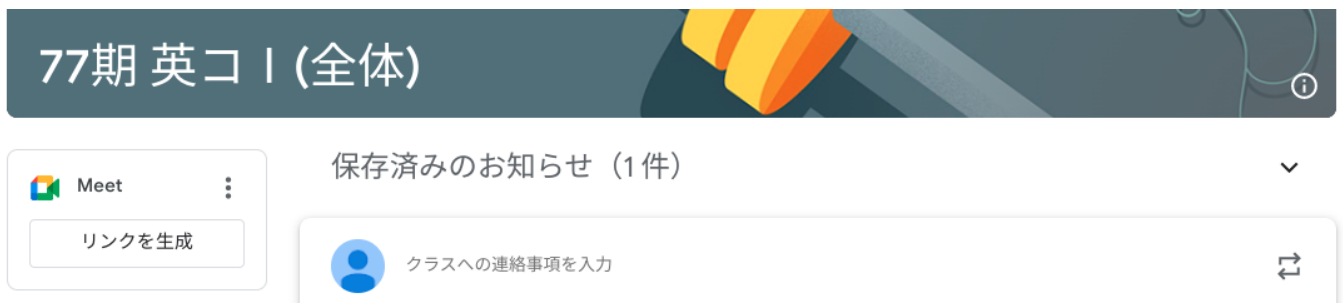 77期 英コⅠ(全体)
保存済みのお知らせ（1件）
Meet
リンクを生成
クラスへの連絡事項を入力